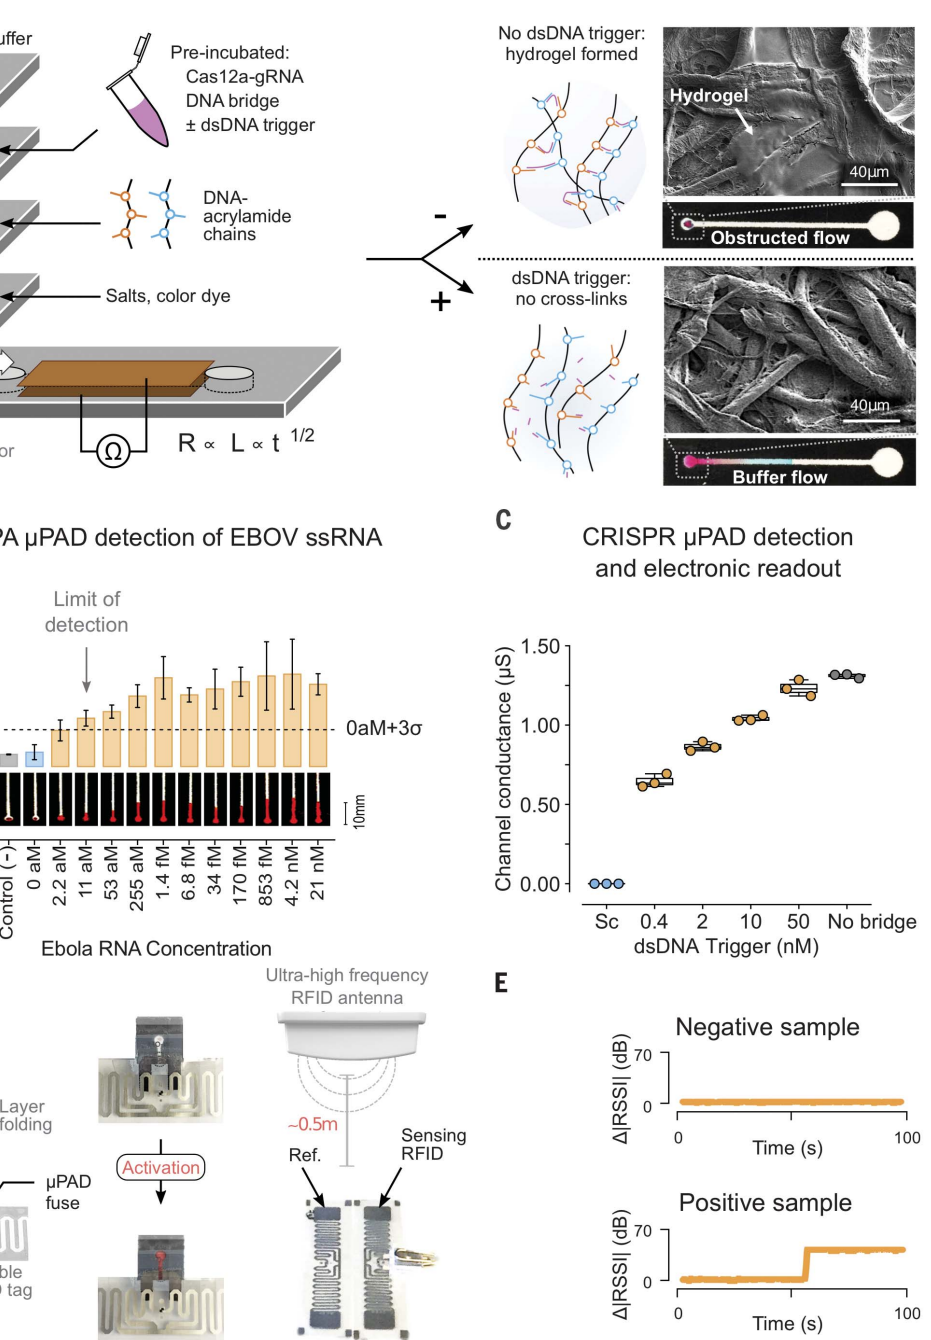 uffer
Pre-incubated:
Cas12a-gRNA
DNA bridge
± dsDNA trigger
DNA-
acrylamide
chains
Salts, color dye
Ω
R ∝ L ∝ t 1/2
or
-
+
No dsDNA trigger:
hydrogel formed
Hydrogel
40µm
Obstructed flow
dsDNA trigger:
no cross-links
40µm
Buffer flow
PA µPAD detection of EBOV ssRNA
Limit of
detection
0aM+3σ
10mm
Control (-)
0 aM
2.2 aM
11 aM
53 aM
255 aM
1.4 fM
6.8 fM
34 fM
170 fM
853 fM
4.2 nM
21 nM
Ebola RNA Concentration
C
CRISPR µPAD detection
and electronic readout
Channel conductance (µS)
1.50
1.00
0.50
0.00
Sc 0.4 2 10 50 No bridge
dsDNA Trigger (nM)
Layer
folding
µPAD
fuse
ble
tag
Activation
Ultra-high frequency
RFID antenna
~0.5m
Ref.
Sensing
RFID
E
Negative sample
Δ|RSSI| (dB)
70
0
0 100
Time (s)
Positive sample
Δ|RSSI| (dB)
70
0
0 100
Time (s)